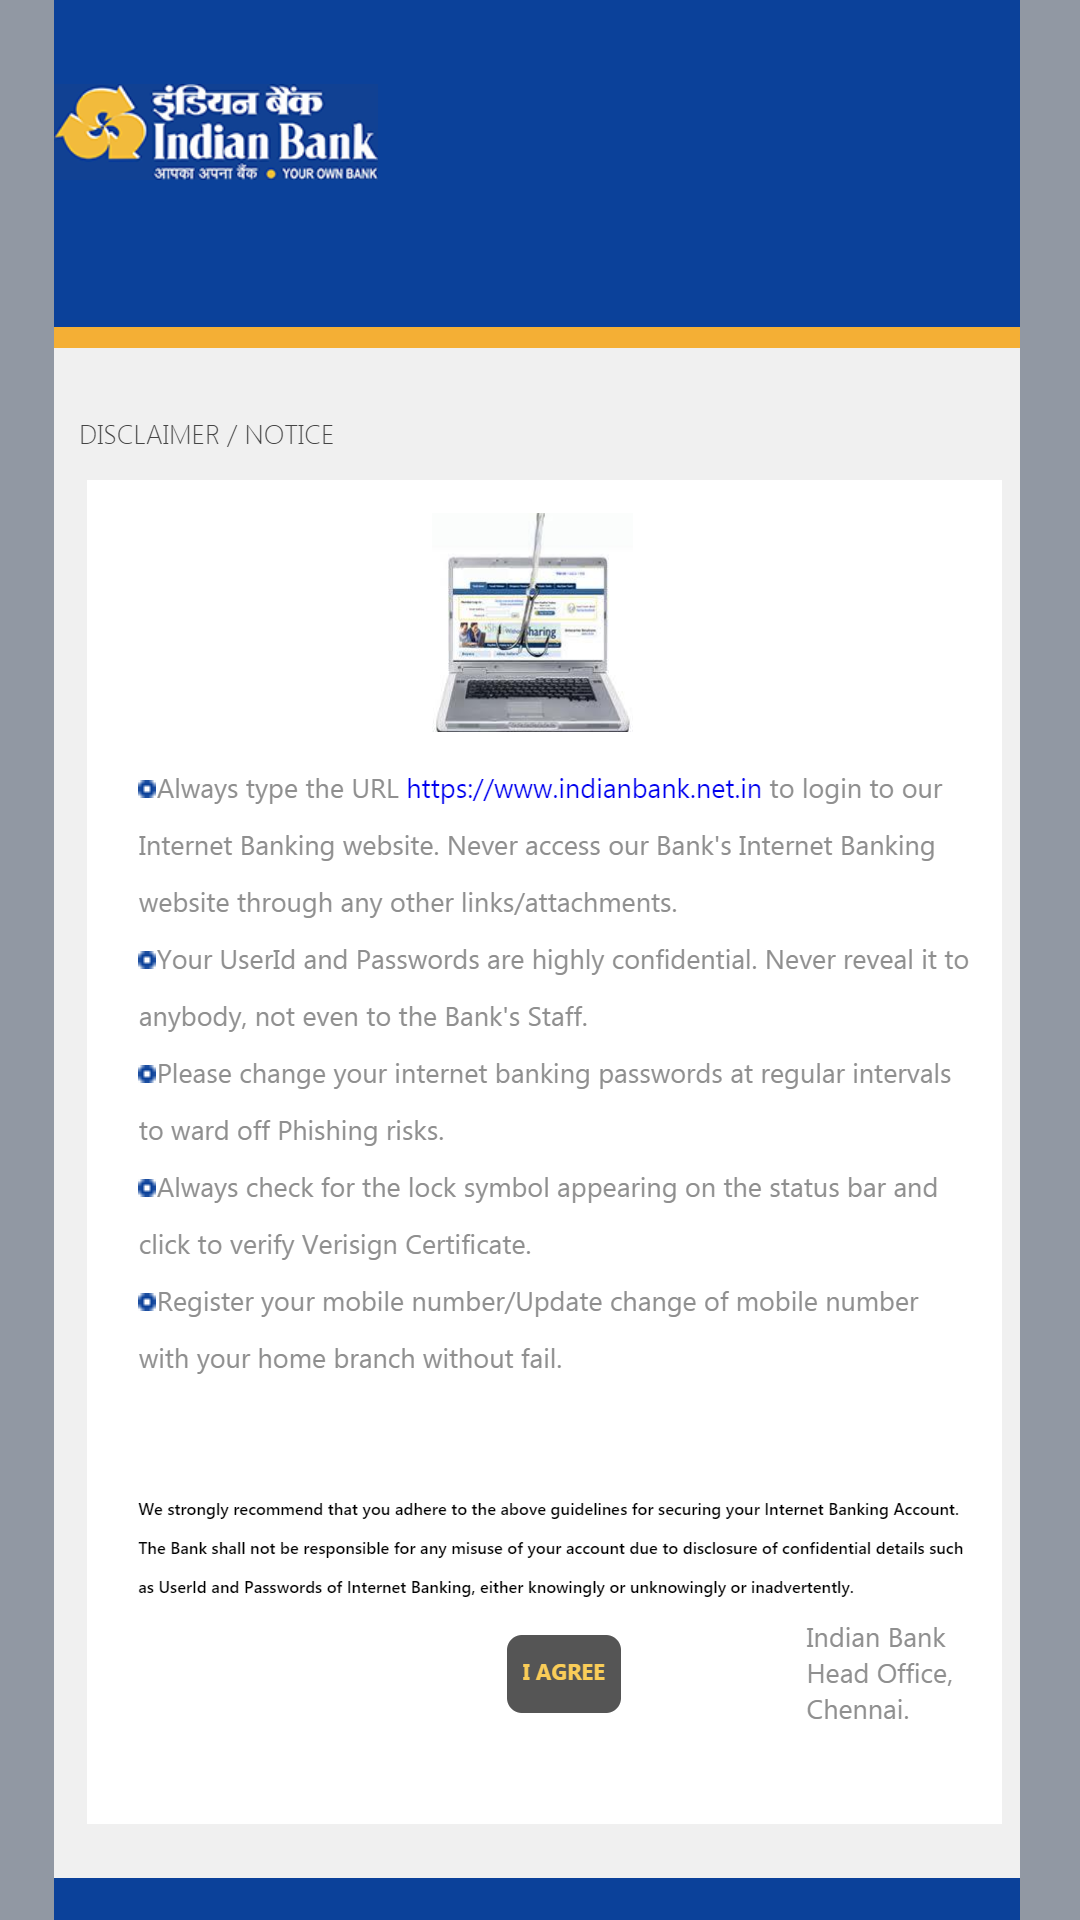 इंडियन बैंक
Indian Bank
आपका अपना बैंक ● YOUR OWN BANK
DISCLAIMER / NOTICE
Sharing
Always type the URL https://www.indianbank.net.in to login to our
Internet Banking website. Never access our Bank's Internet Banking
website through any other links/attachments.
Your UserId and Passwords are highly confidential. Never reveal it to
anybody, not even to the Bank's Staff.
Please change your internet banking passwords at regular intervals
to ward off Phishing risks.
Always check for the lock symbol appearing on the status bar and
click to verify Verisign Certificate.
Register your mobile number/Update change of mobile number
with your home branch without fail.
We strongly recommend that you adhere to the above guidelines for securing your Internet Banking Account.
The Bank shall not be responsible for any misuse of your account due to disclosure of confidential details such
as UserId and Passwords of Internet Banking, either knowingly or unknowingly or inadvertently.
I AGREE
Indian Bank
Head Office,
Chennai.